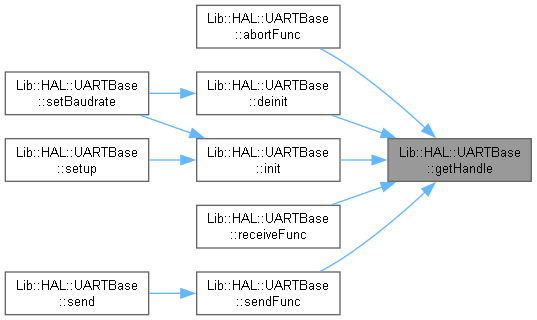 Lib::HAL::UARTBase
::abortFunc
Lib::HAL::UARTBase
::setBaudrate
Lib::HAL::UARTBase
::deinit
Lib::HAL::UARTBase
::getHandle
Lib::HAL::UARTBase
::setup
Lib::HAL::UARTBase
::init
Lib::HAL::UARTBase
::receiveFunc
Lib::HAL::UARTBase
::send
Lib::HAL::UARTBase
::sendFunc